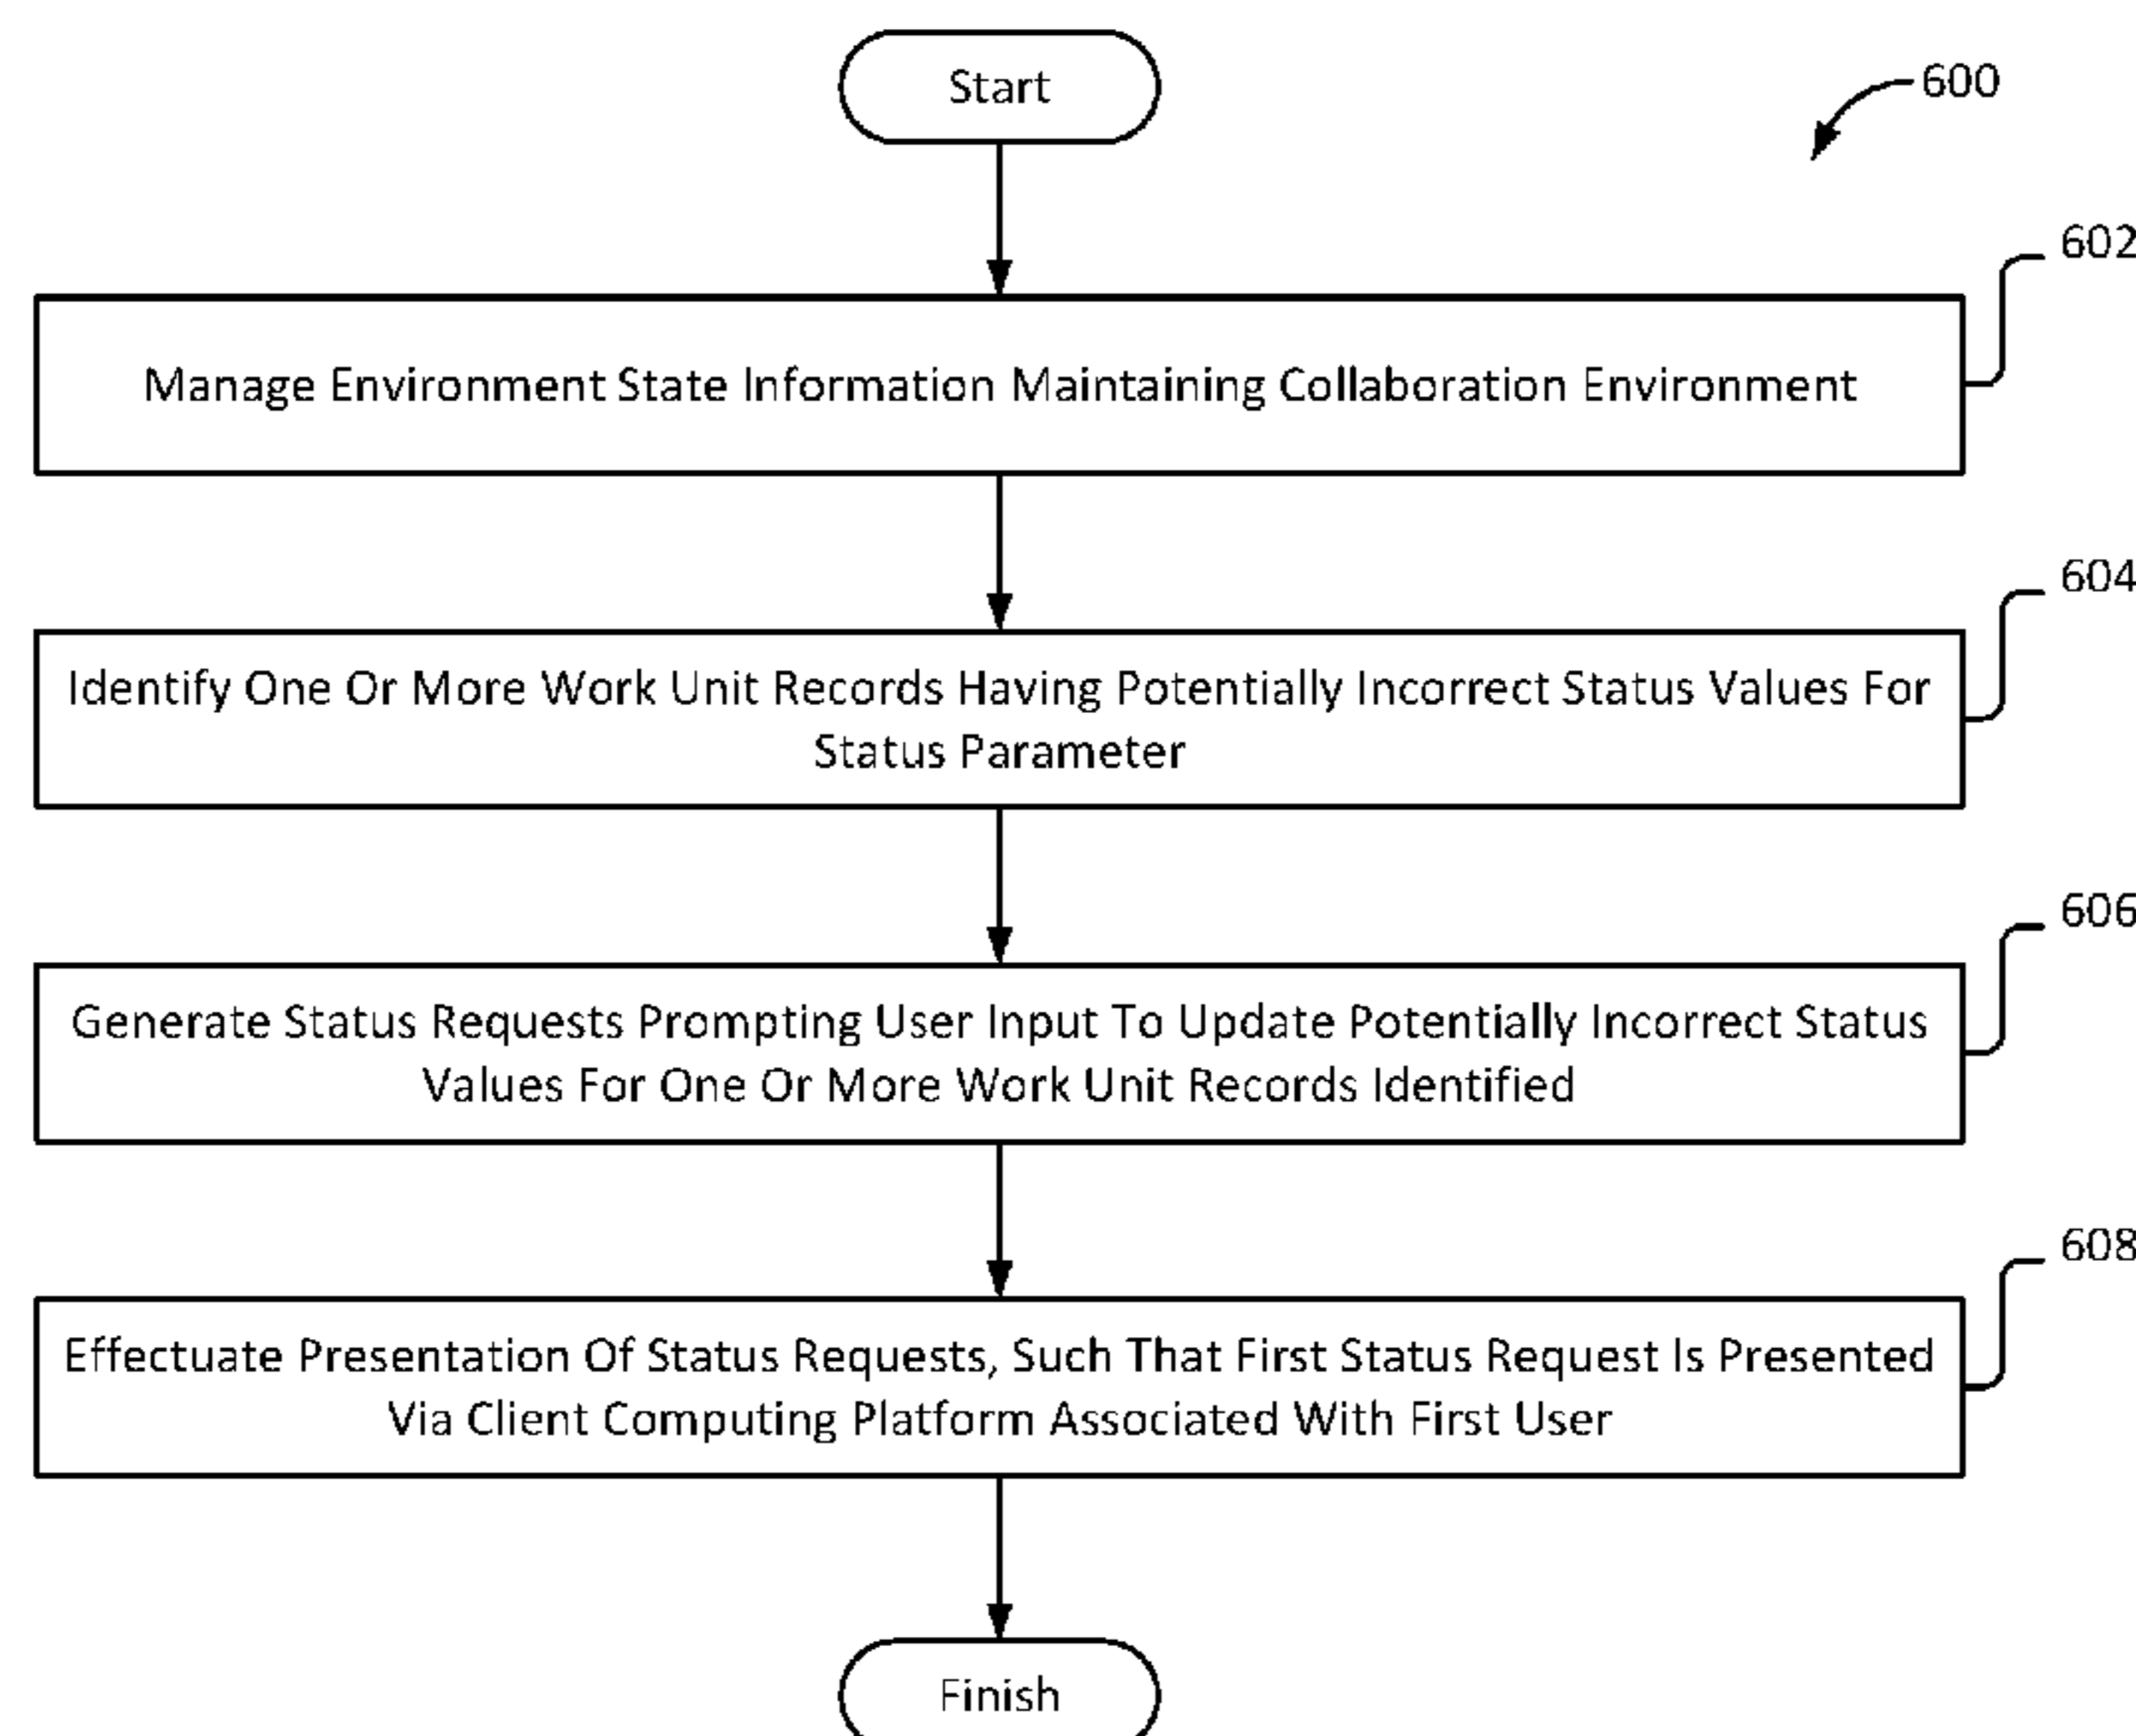 Start
600
602
Manage Environment State Information Maintaining Collaboration Environment
604
Identify One Or More Work Unit Records Having Potentially Incorrect Status Values For
Status Parameter
606
Generate Status Requests Prompting User Input To Update Potentially Incorrect Status
Values For One Or More Work Unit Records Identified
608
Effectuate Presentation Of Status Requests, Such That First Status Request Is Presented
Via Client Computing Platform Associated With First User
Finish